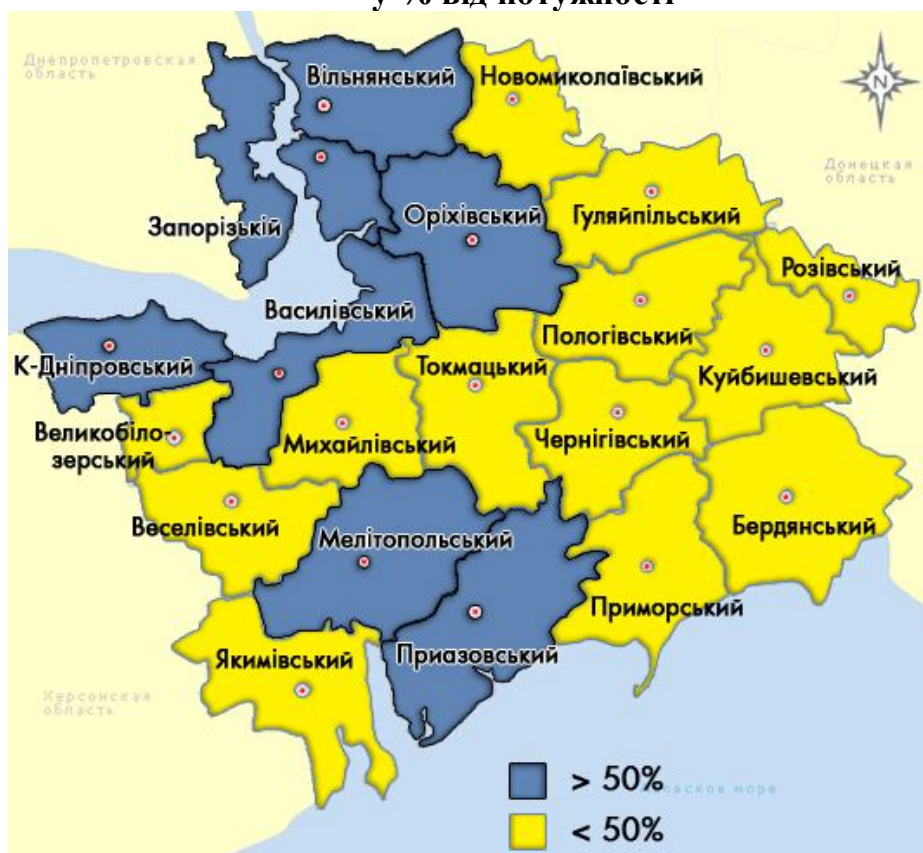 у % від потужності
Днепропетровская
область
Вільнянський
Новомиколаївський
N
Донецкая
область
Запорізькій
Оріхівський
Гуляйпільський
Розівський
Василівський
Пологівський
К-Дніпровський
Токмацький
Куйбишевський
Великобіло-
зерський
Михайлівський
Чернігівський
Веселівський
Мелітопольський
Бердянський
Приморський
Якимівський
Приазовський
Херсонская
область
> 50%
море
< 50%